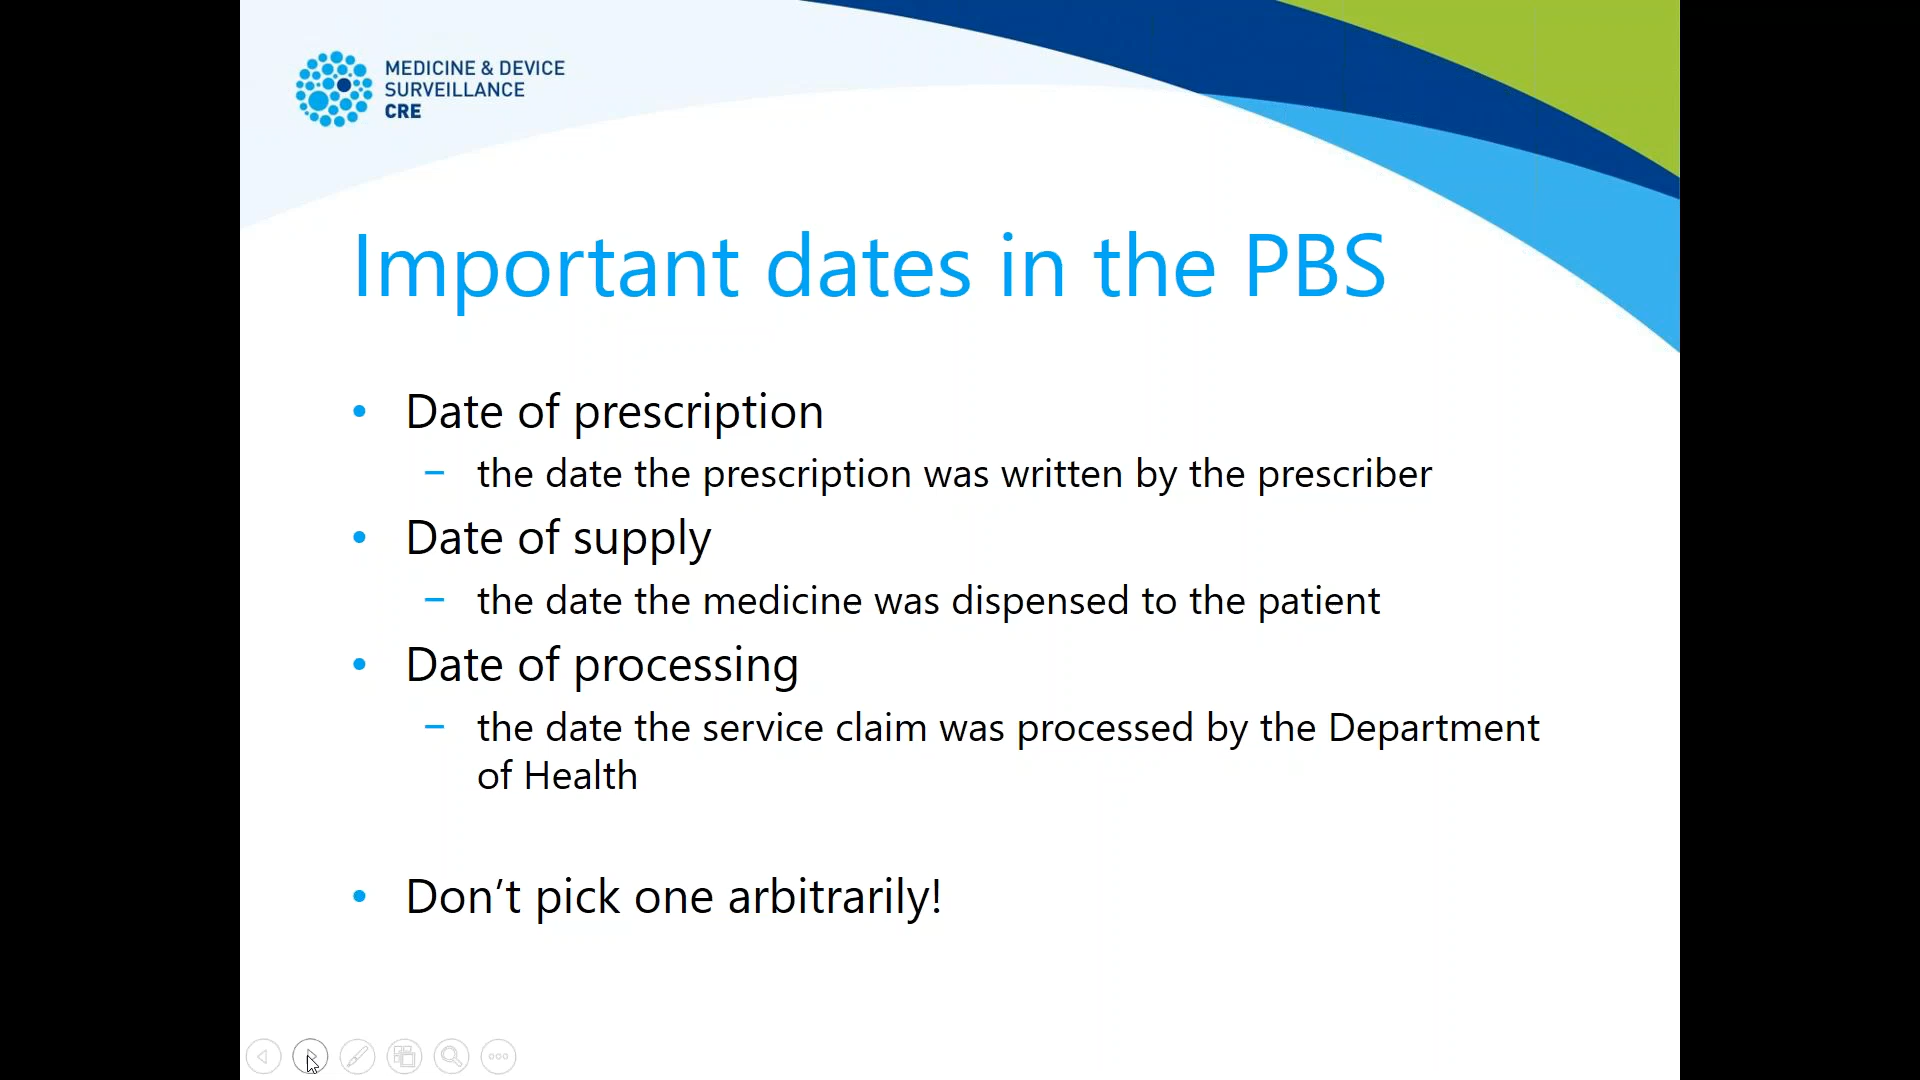 MEDICINE & DEVICE
SURVEILLANCE
CRE
Important dates in the PBS
• Date of prescription
– the date the prescription was written by the prescriber
• Date of supply
– the date the medicine was dispensed to the patient
• Date of processing
– the date the service claim was processed by the Department
of Health
• Don’t pick one arbitrarily!